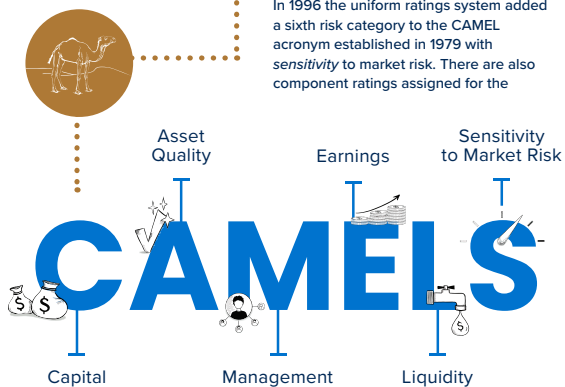 In 1996 the uniform ratings system added
a sixth risk category to the CAMEL
acronym established in 1979 with
sensitivity to market risk. There are also
component ratings assigned for the
Asset
Quality
Earnings
Sensitivity
to Market Risk
CAMELS
$ $
$
Capital
Management
Liquidity